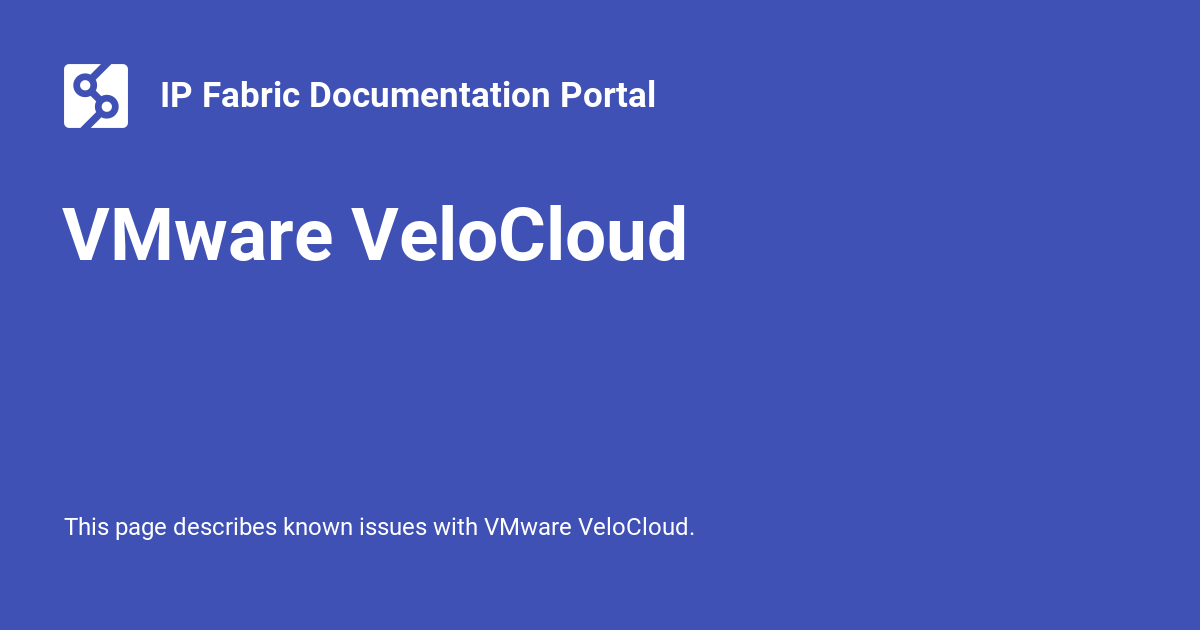 IP Fabric Documentation Portal
VMware VeloCloud
This page describes known issues with VMware VeloCloud.